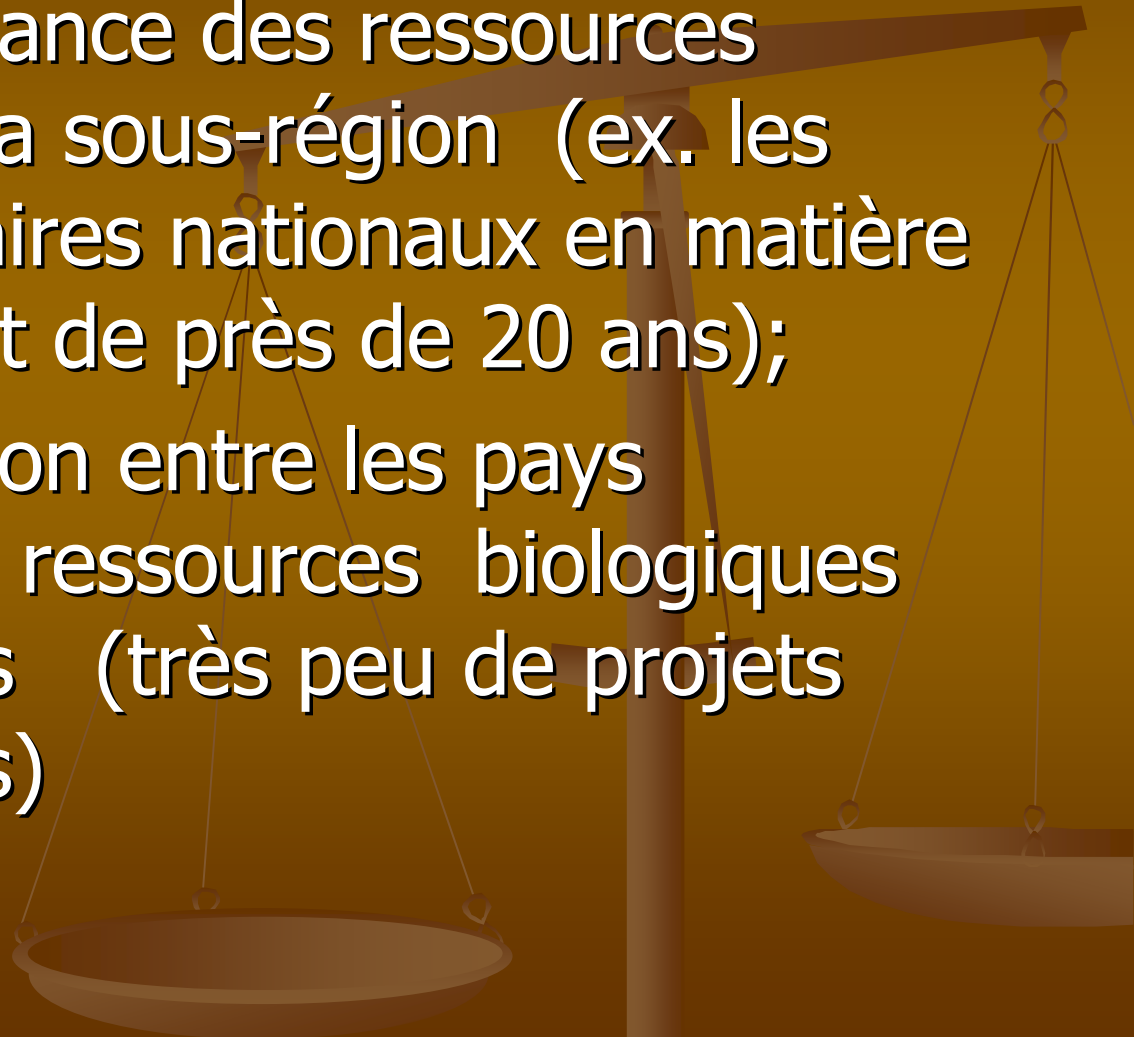 ance des ressources
a sous-région (ex. les
aires nationaux en matière
t de près de 20 ans);
on entre les pays
ressources biologiques
s (très peu de projets
s)